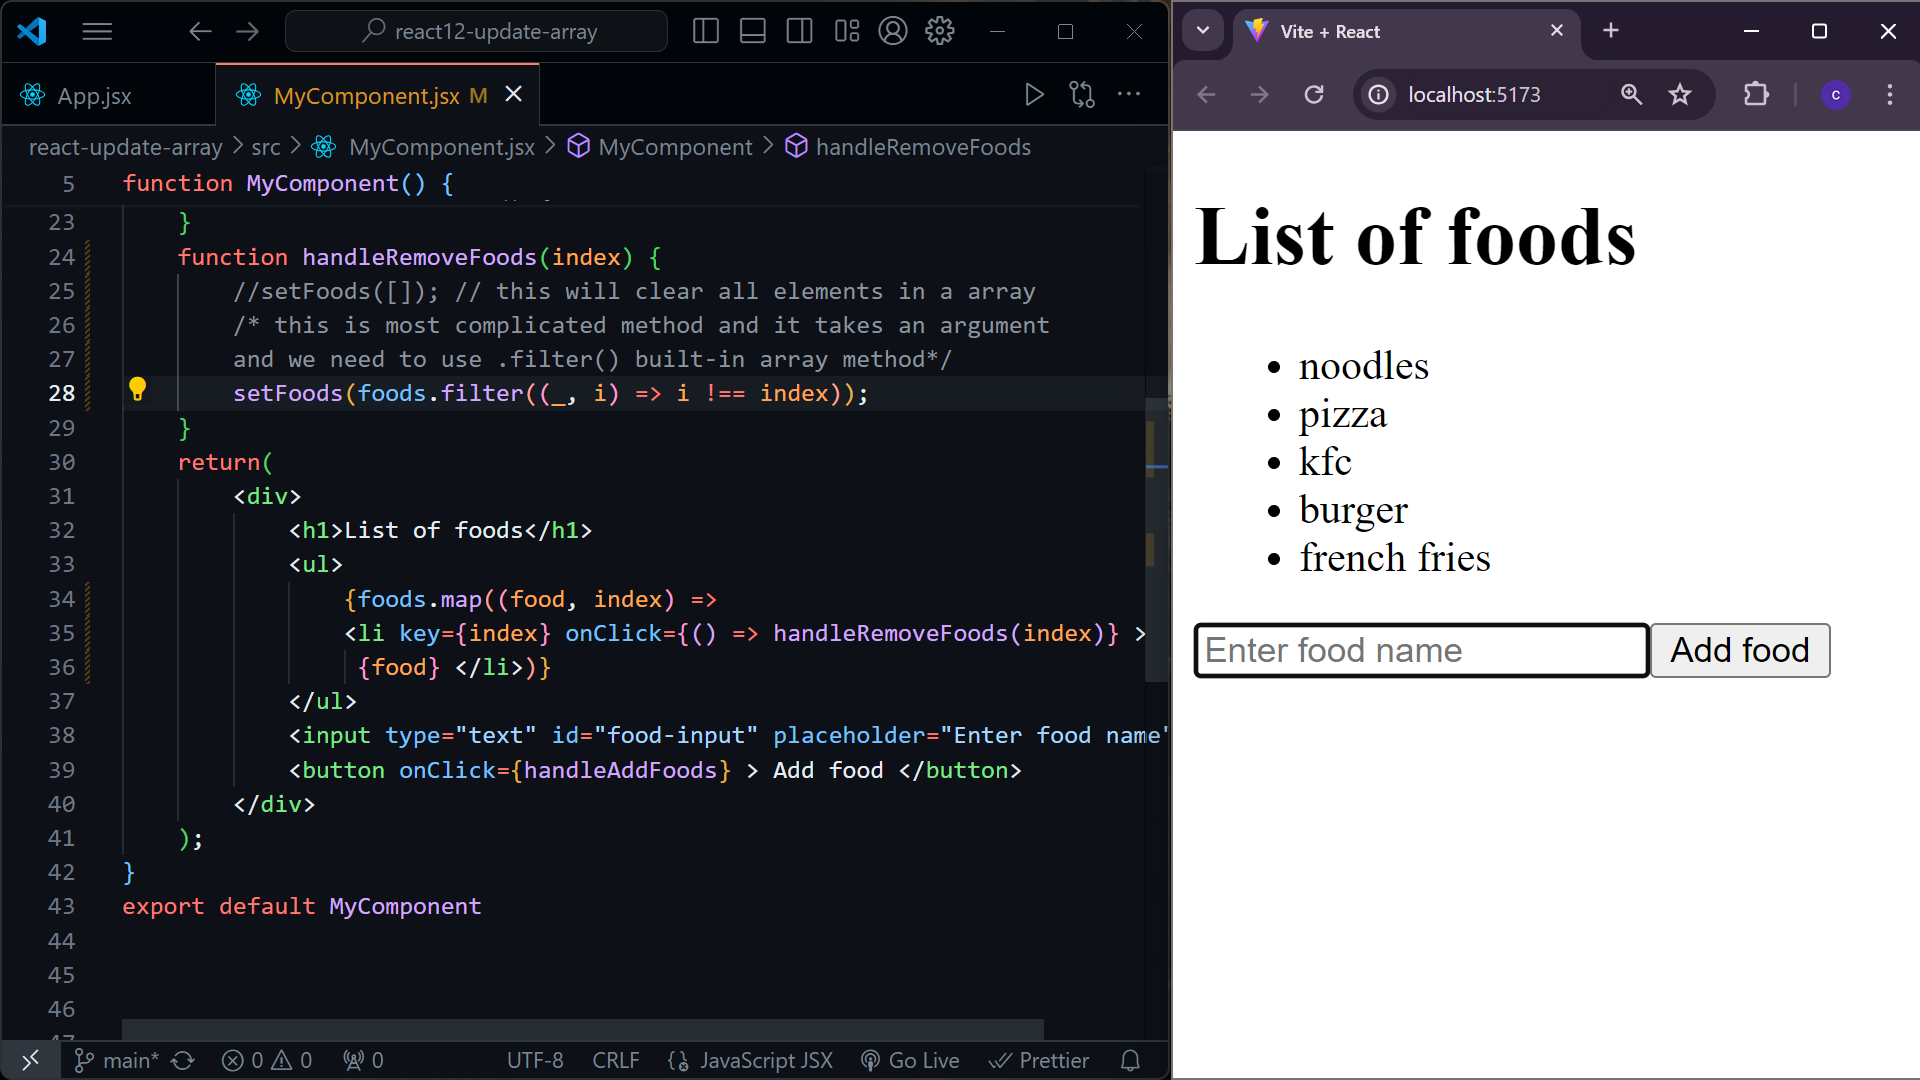 react12-update-array
App.jsx
MyComponent.jsx M
react-update-array > src > MyComponent.jsx > MyComponent > handleRemoveFoods
5 function MyComponent() {
23 }
24 function handleRemoveFoods(index) {
25 //setFoods([]); // this will clear all elements in a array
26 /* this is most complicated method and it takes an argument
27 and we need to use .filter() built-in array method*/
28 setFoods(foods.filter((_, i) => i !== index));
29 }
30 return(
31 <div>
32 <h1>List of foods</h1>
33 <ul>
34 {foods.map((food, index) =>
35 <li key={index} onClick={() => handleRemoveFoods(index)} >
36 {food} </li>)}
37 </ul>
38 <input type="text" id="food-input" placeholder="Enter food name"
39 <button onClick={handleAddFoods} > Add food </button>
40 </div>
41 );
42 }
43 export default MyComponent
44
45
46
main* 0 0 0 UTF-8 CRLF JavaScript JSX Go Live Prettier
Vite + React
localhost:5173
c
List of foods
• noodles
• pizza
• kfc
• burger
• french fries
Enter food name Add food